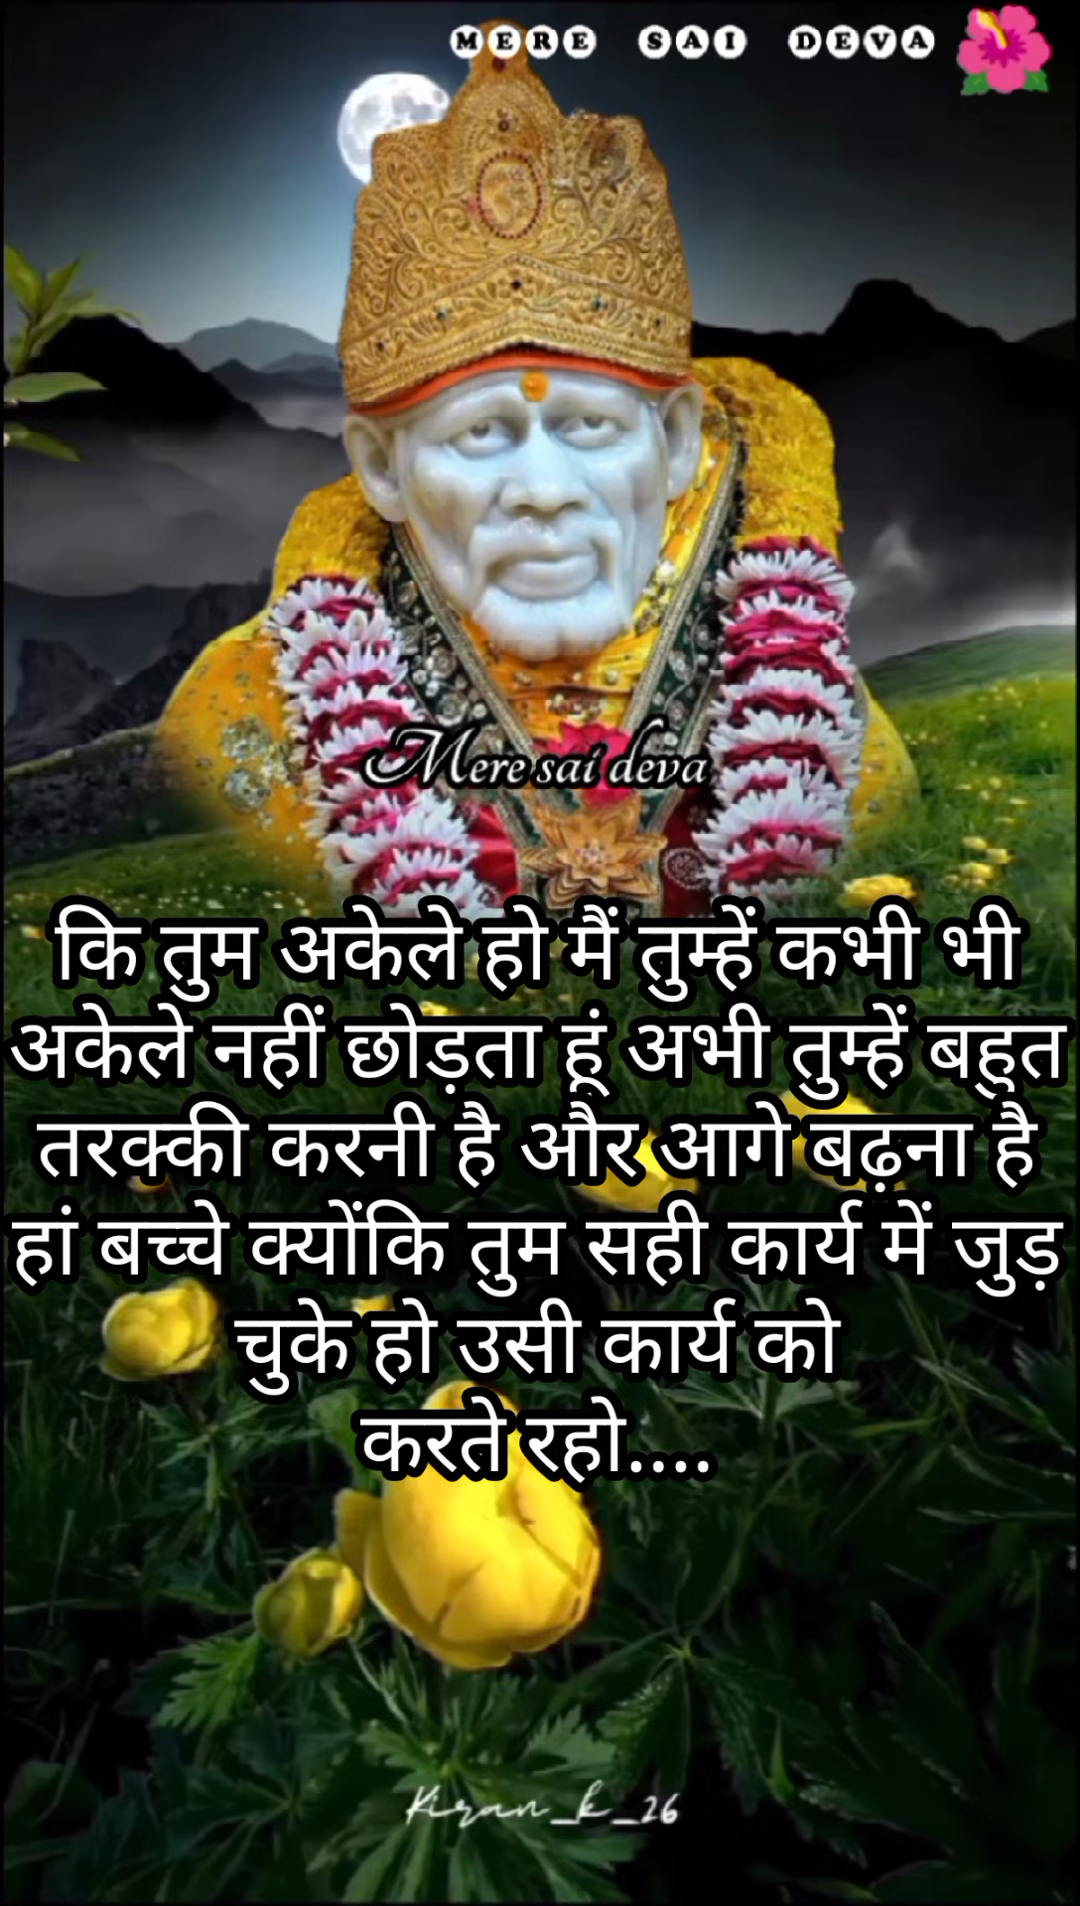 MERE SAI DEVA
Mere sai deva
कि तुम अकेले हो मैं तुम्हें कभी भी
अकेले नहीं छोड़ता हूं अभी तुम्हें बहुत
तरक्की करनी है और आगे बढ़ना है
हां बच्चे क्योंकि तुम सही कार्य में जुड़
चुके हो उसी कार्य को
करते रहो....
Kiran_k_26